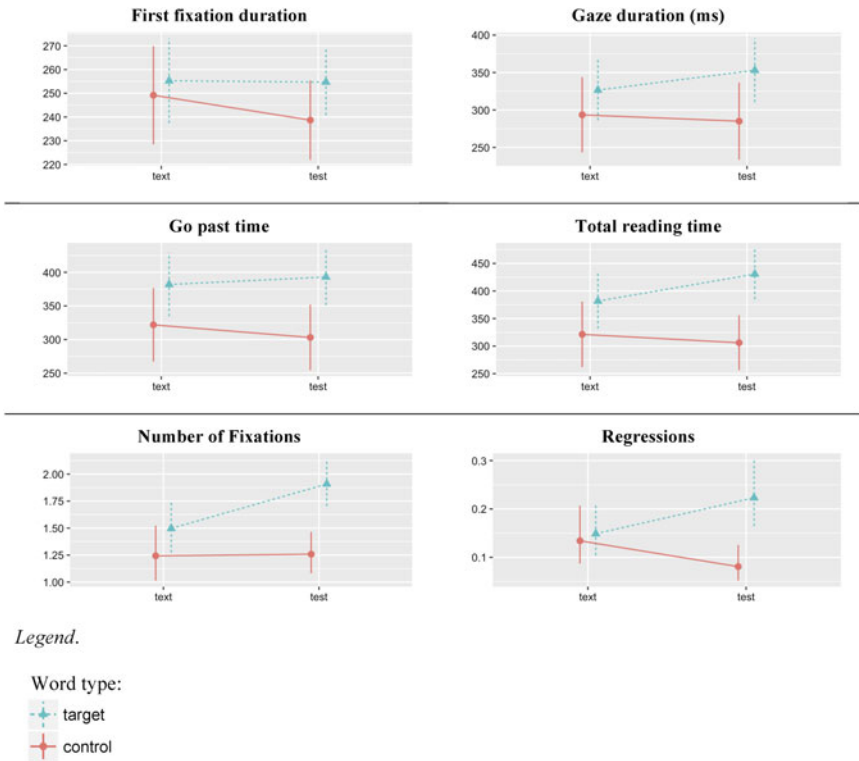 First fixation duration
270
260
250
240
230
220
text test
Gaze duration (ms)
400
350
300
250
text test
Go past time
400
350
300
250
text test
Total reading time
450
400
350
300
250
text test
Number of Fixations
2.00
1.75
1.50
1.25
1.00
text test
Regressions
0.3
0.2
0.1
text test
Legend.
Word type:
target
control